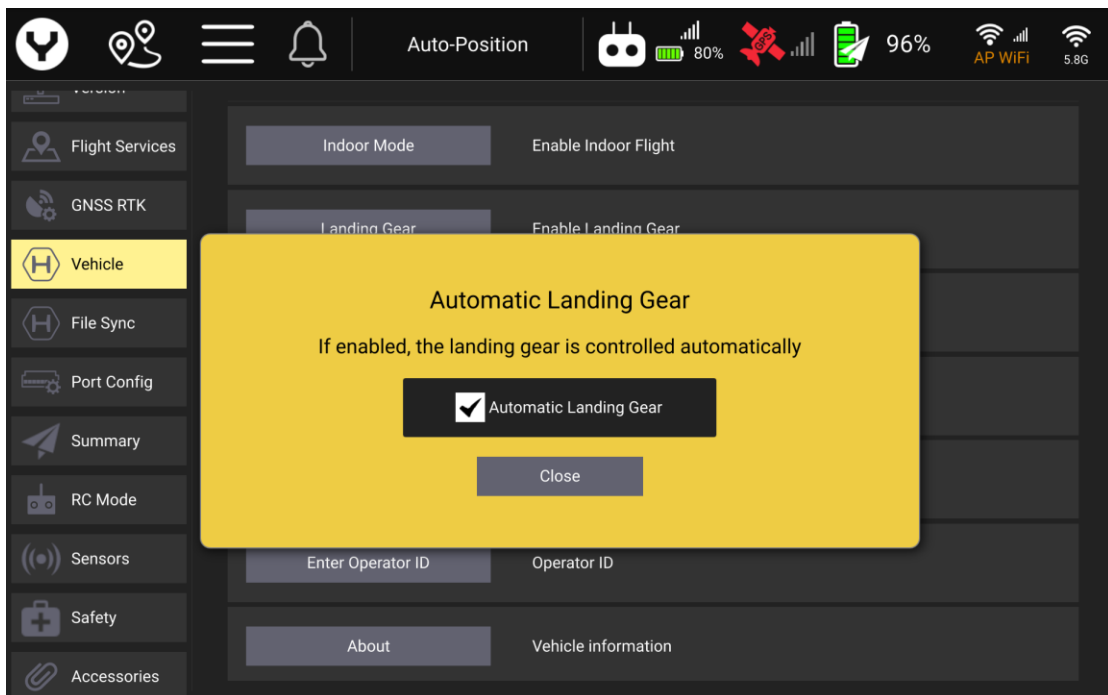 Auto-Position
80%
GPS
96%
AP WiFi
5.8G
Version
Flight Services
GNSS RTK
Vehicle
File Sync
Port Config
Summary
RC Mode
Sensors
Safety
Accessories
Indoor Mode Enable Indoor Flight
Landing Gear Enable Landing Gear
Automatic Landing Gear
If enabled, the landing gear is controlled automatically
Automatic Landing Gear
Close
Enter Operator ID Operator ID
About Vehicle information